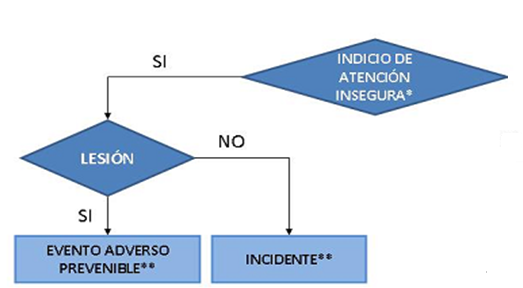 INDICIO DE
ATENCIÓN
INSEGURA*
SI
LESIÓN
NO
SI
EVENTO ADVERSO
PREVENIBLE**
INCIDENTE**